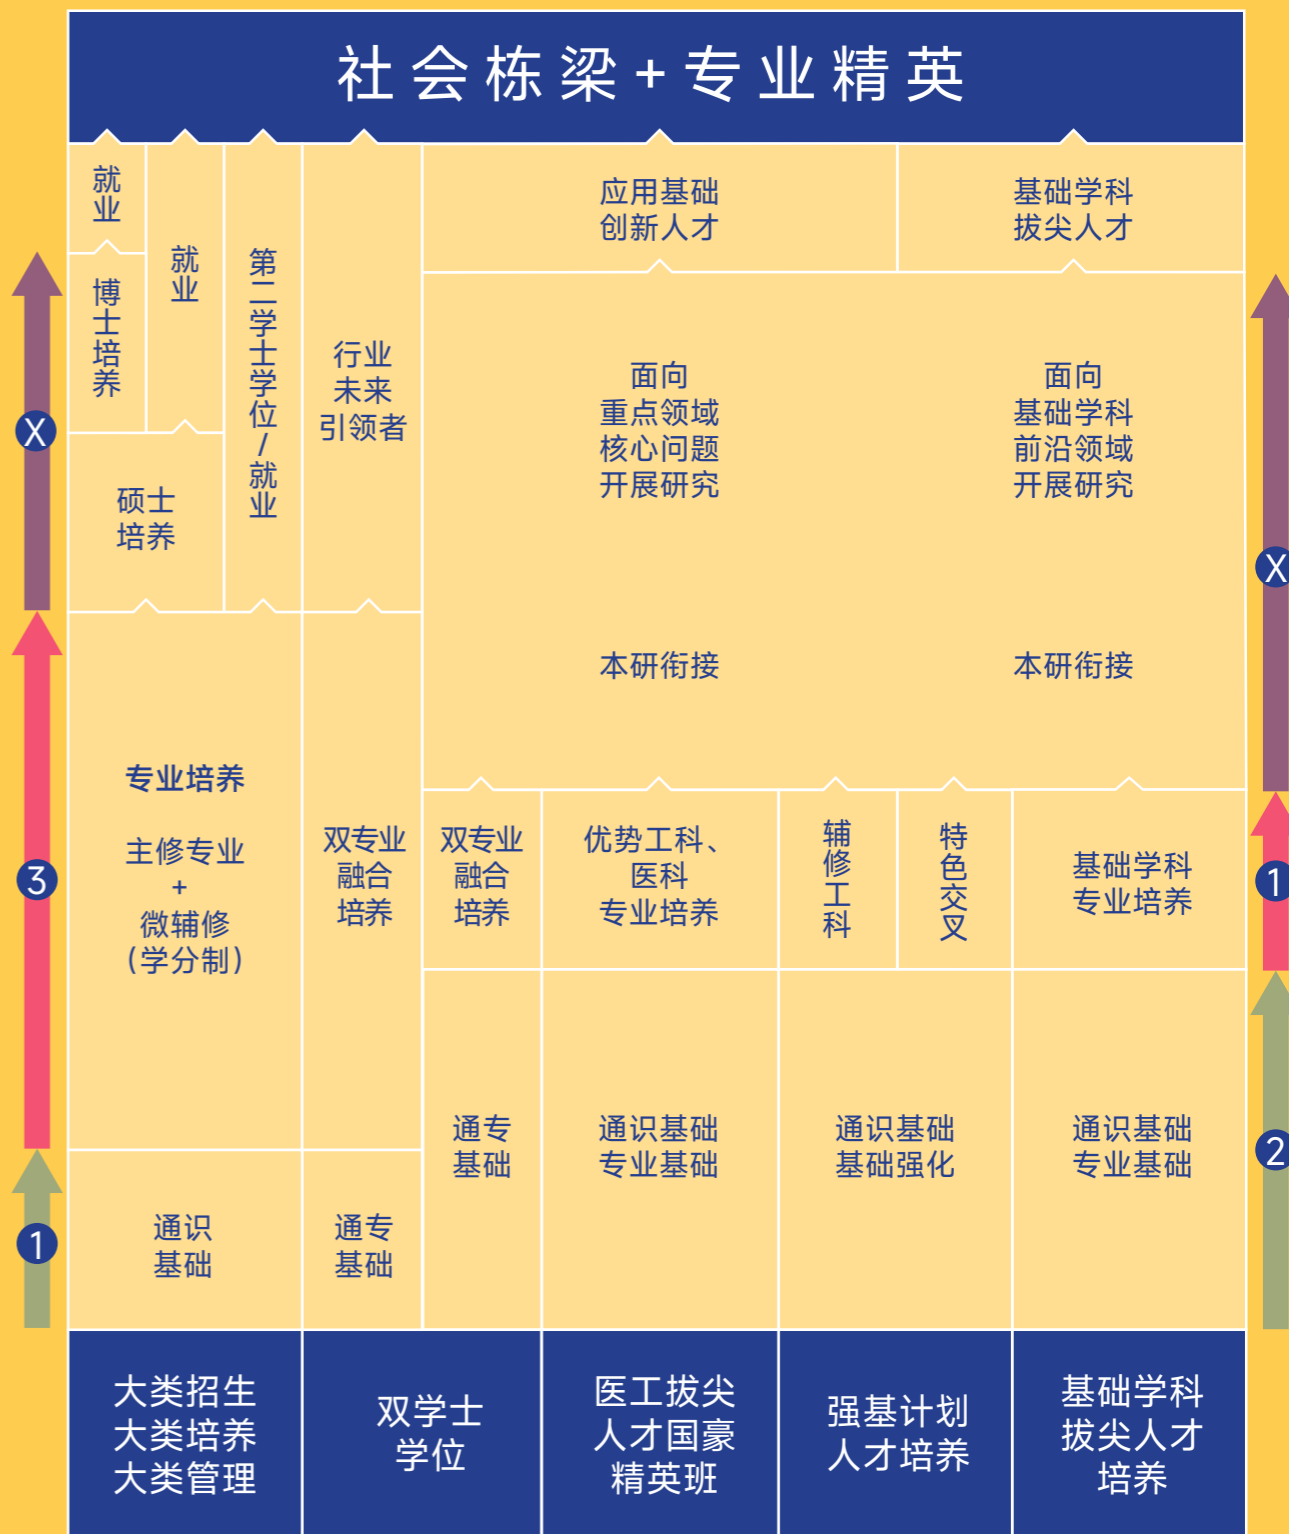 社会栋梁+专业精英
就业
就业
第二学士学位/就业
博士培养
硕士
培养
行业
未来
引领者
应用基础
创新人才
基础学科
拔尖人才
面向
重点领域
核心问题
开展研究
面向
基础学科
前沿领域
开展研究
本研衔接
本研衔接
X
X
专业培养
主修专业
+
微辅修
(学分制)
双专业
融合
培养
双专业
融合
培养
优势工科、
医科
专业培养
辅修工科
特色交叉
基础学科
专业培养
3
1
通识
基础
通专
基础
通专
基础
通识基础
专业基础
通识基础
基础强化
通识基础
专业基础
1
2
大类招生
大类培养
大类管理
双学士
学位
医工拔尖
人才国豪
精英班
强基计划
人才培养
基础学科
拔尖人才
培养